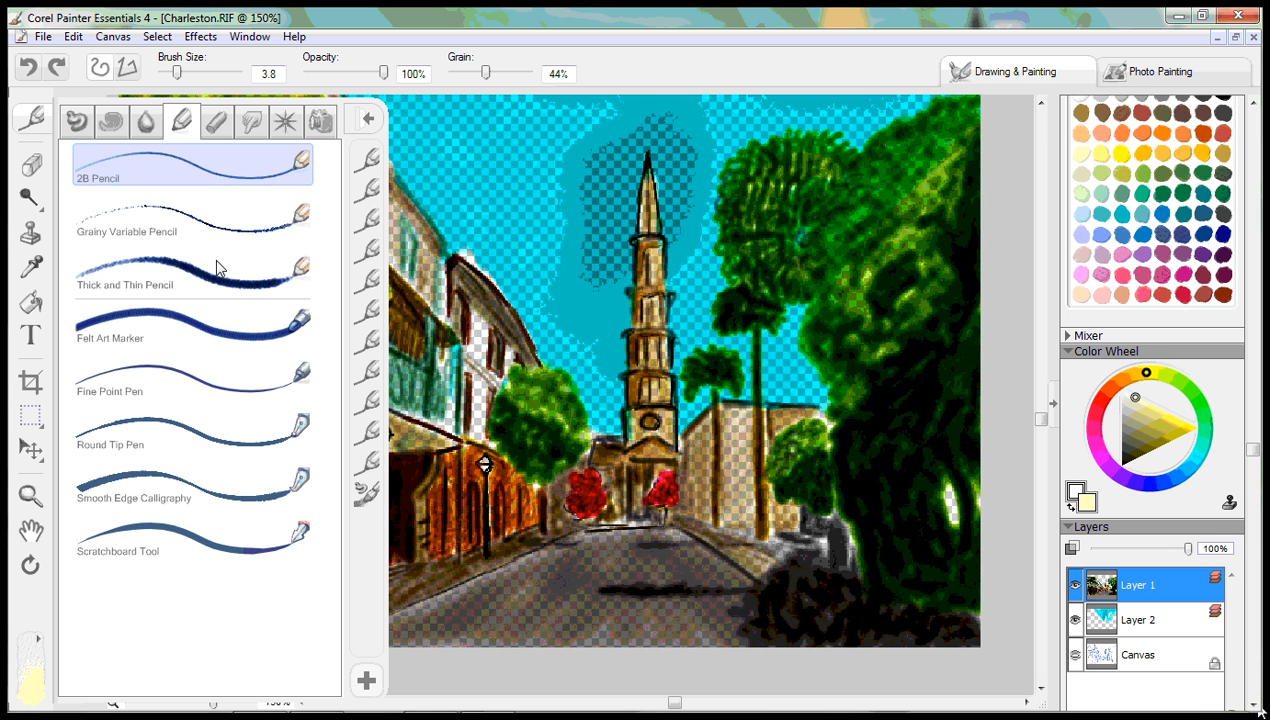 Corel Painter Essentials 4 - [Charleston.RIF @ 150%]
File Edit Canvas Select Effects Window Help
Brush Size: 3.8 Opacity: 100% Grain: 44%
Drawing & Painting Photo Painting
2B Pencil
Grainy Variable Pencil
Thick and Thin Pencil
Felt Art Marker
Fine Point Pen
Round Tip Pen
Smooth Edge Calligraphy
Scratchboard Tool
T
Mixer
Color Wheel
Layers
100%
Layer 1
Layer 2
Canvas
150%